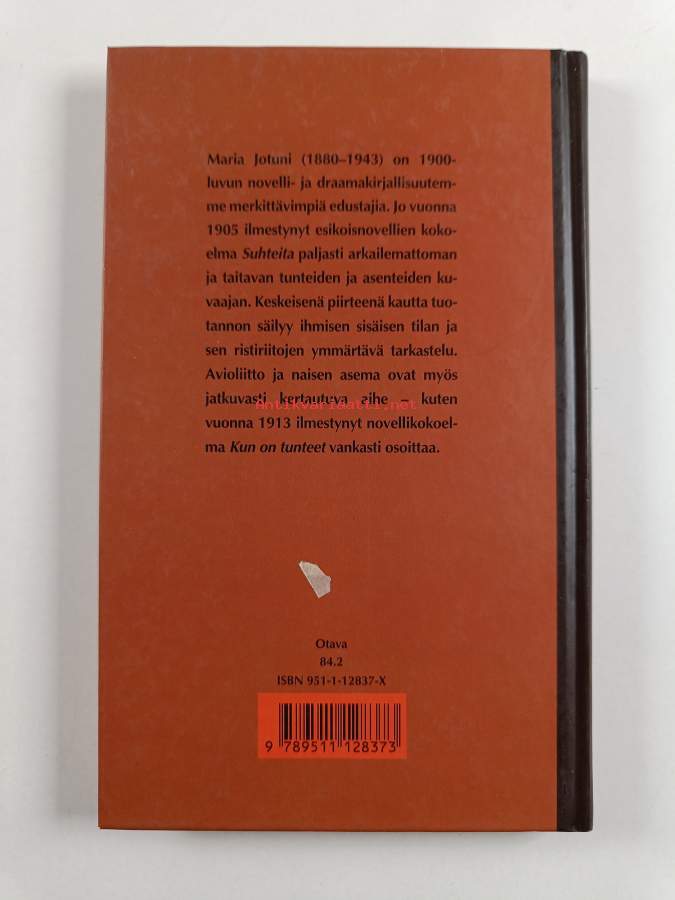 Maria Jotuni (1880–1943) on 1900-
luvun novelli- ja draamakirjallisuutem-
me merkittävimpiä edustajia. Jo vuonna
1905 ilmestynyt esikoisnovellien koko-
elma Suhteita paljasti arkailemattoman
ja taitavan tunteiden ja asenteiden ku-
vaajan. Keskeisenä piirteenä kautta tuo-
tannon säilyy ihmisen sisäisen tilan ja
sen ristiriitojen ymmärtävä tarkastelu.
Avioliitto ja naisen asema ovat myös
jatkuvasti kertautuva aihe – kuten
Antikvariaatti.net
vuonna 1913 ilmestynyt novellikokoel-
ma Kun on tunteet vankasti osoittaa.
Otava
84.2
ISBN 951-1-12837-X
9 789511 128373